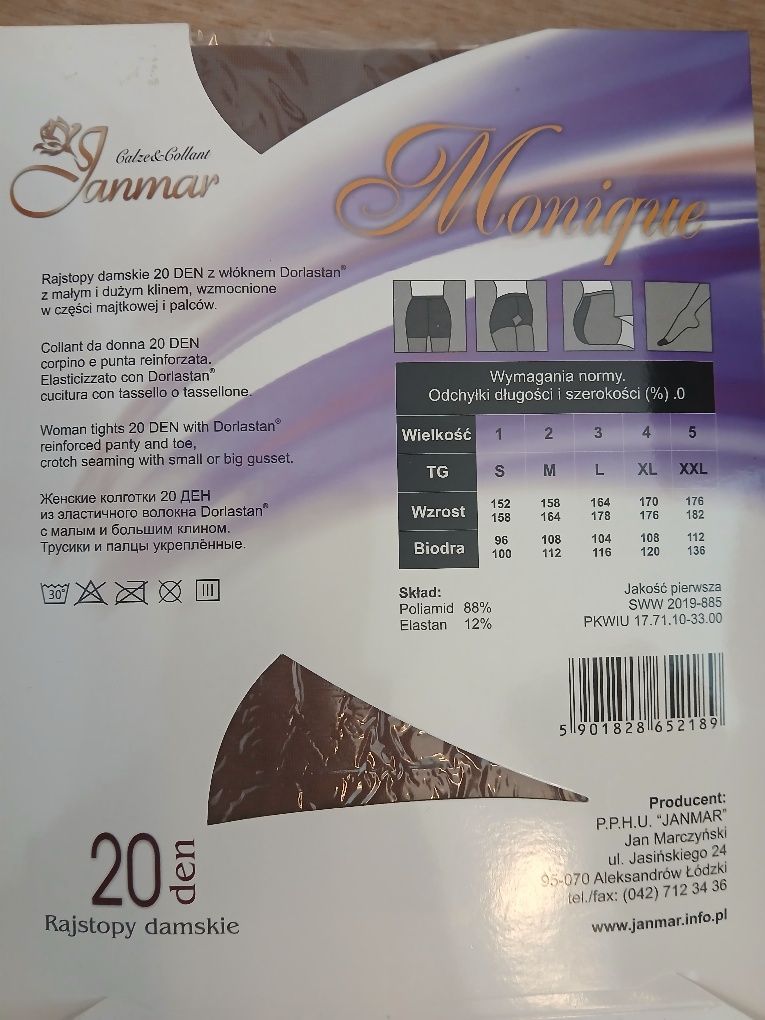 Calze&Collant
Janmar
Monique
Rajstopy damskie 20 DEN z włóknem Dorlastan®
z małym i dużym klinem, wzmocnione
w części majtkowej i palców.
Collant da donna 20 DEN
corpino e punta reinforzata.
Elasticizzato con Dorlastan®
cucitura con tassello o tassellone.
Woman tights 20 DEN with Dorlastan®
reinforced panty and toe,
crotch seaming with small or big gusset.
Женские колготки 20 ДЕН
из эластичного волокна Dorlastan®
с малым и большим клином.
Трусики и палцы укреплённые.
30°
Wymagania normy.
Odchyłki długości i szerokości (%) .0
Wielkość 1 2 3 4 5
TG S M L XL XXL
Wzrost 152 158 164 170 176
158 164 178 176 182
Biodra 96 108 104 108 112
100 112 116 120 136
Skład:
Poliamid 88%
Elastan 12%
Jakość pierwsza
SWW 2019-885
PKWIU 17.71.10-33.00
5 901828 652189
Producent:
P.P.H.U. "JANMAR"
Jan Marczyński
ul. Jasińskiego 24
95-070 Aleksandrów Łódzki
tel./fax: (042) 712 34 36
www.janmar.info.pl
20 den
Rajstopy damskie